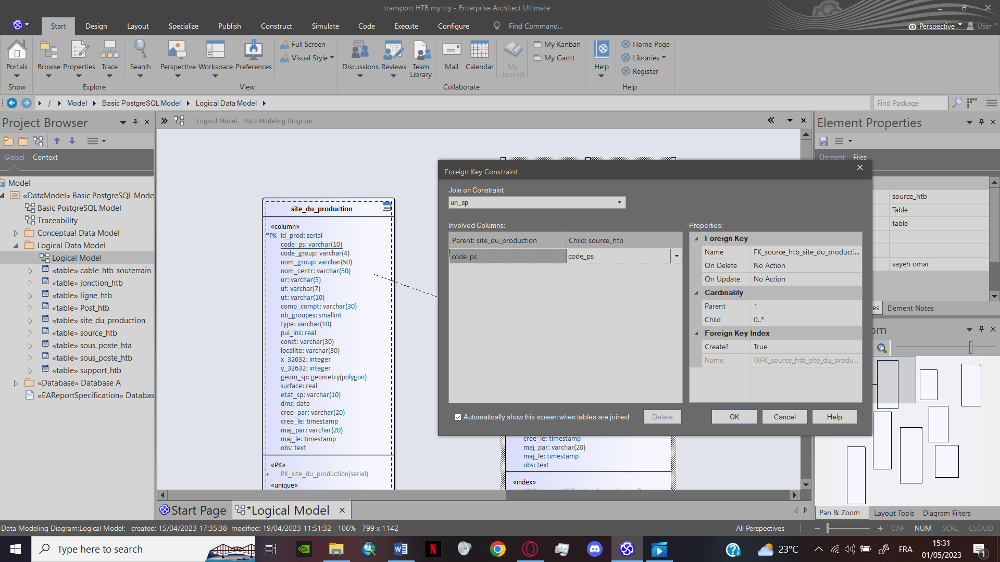 transport HTB my try - Enterprise Architect Ultimate
Start Design Layout Specialize Publish Construct Simulate Code Execute Configure Find Command... Perspective User
Portals Browse Properties Trace Search Perspective Workspace Preferences Full Screen Visual Style Discussions Reviews Team Library Mail Calendar My Journal My Kanban My Gantt Help Home Page Libraries Register
Show Explore View Collaborate Help
/ Model Basic PostgreSQL Model Logical Data Model Find Package
Project Browser
Global Context
Model
«DataModel» Basic PostgreSQL Mode
Basic PostgreSQL Model
Traceability
Conceptual Data Model
Logical Data Model
Logical Model
«table» cable_htb_souterrain
«table» jonction_htb
«table» ligne_htb
«table» Post_htb
«table» site_du_production
«table» source_htb
«table» sous_poste_hta
«table» sous_poste_htb
«table» support_htb
«Database» Database A
«EAReportSpecification» Databas
Logical Model. Data Modeling Diagram
site_du_production
«column»
*PK id_prod: serial
code_ps: varchar(10)
code_group: varchar(4)
nom_group: varchar(50)
nom_centr: varchar(50)
ur: varchar(5)
uf: varchar(7)
ut: varchar(10)
comp_compt: varchar(30)
nb_groupes: smallint
type: varchar(10)
pui_ins: real
const: varchar(30)
localite: varchar(30)
x_32632: integer
y_32632: integer
geom_sp: geometry(polygon)
surface: real
etat_sp: varchar(10)
dms: date
cree_par: varchar(20)
cree_le: timestamp
maj_par: varchar(20)
maj_le: timestamp
obs: text
«PK»
+ PK_site_du_production(serial)
«unique»
Foreign Key Constraint
Join on Constraint:
un_sp
Involved Columns:
Parent: site_du_production Child: source_htb
code_ps code_ps
Properties:
Foreign Key
Name FK_source_htb_site_du_producti...
On Delete No Action
On Update No Action
Cardinality
Parent 1
Child 0..*
Foreign Key Index
Create? True
Name IXFK_source_htb_site_du_produ...
Automatically show this screen when tables are joined
Delete OK Cancel Help
cree_le: timestamp
maj_par: varchar(20)
maj_le: timestamp
obs: text
«index»
Element Properties
Element Files
source_htb
Table
table
sayeh omar
es Element Notes
om
Pan & Zoom Layout Tools Diagram Filters
Start Page *Logical Model
Data Modeling Diagram:Logical Model: created: 15/04/2023 17:35:38 modified: 19/04/2023 11:51:32 106% 799 x 1142 All Perspectives CAP NUM SCRL CLOUD
Type here to search
23°C FRA 15:31
01/05/2023
1